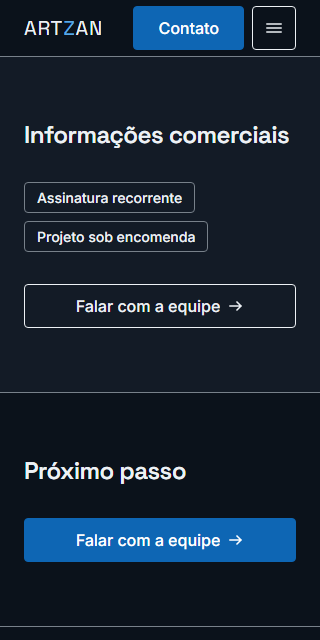 ARTZAN
Contato
Informações comerciais
Assinatura recorrente
Projeto sob encomenda
Falar com a equipe →
Próximo passo
Falar com a equipe →